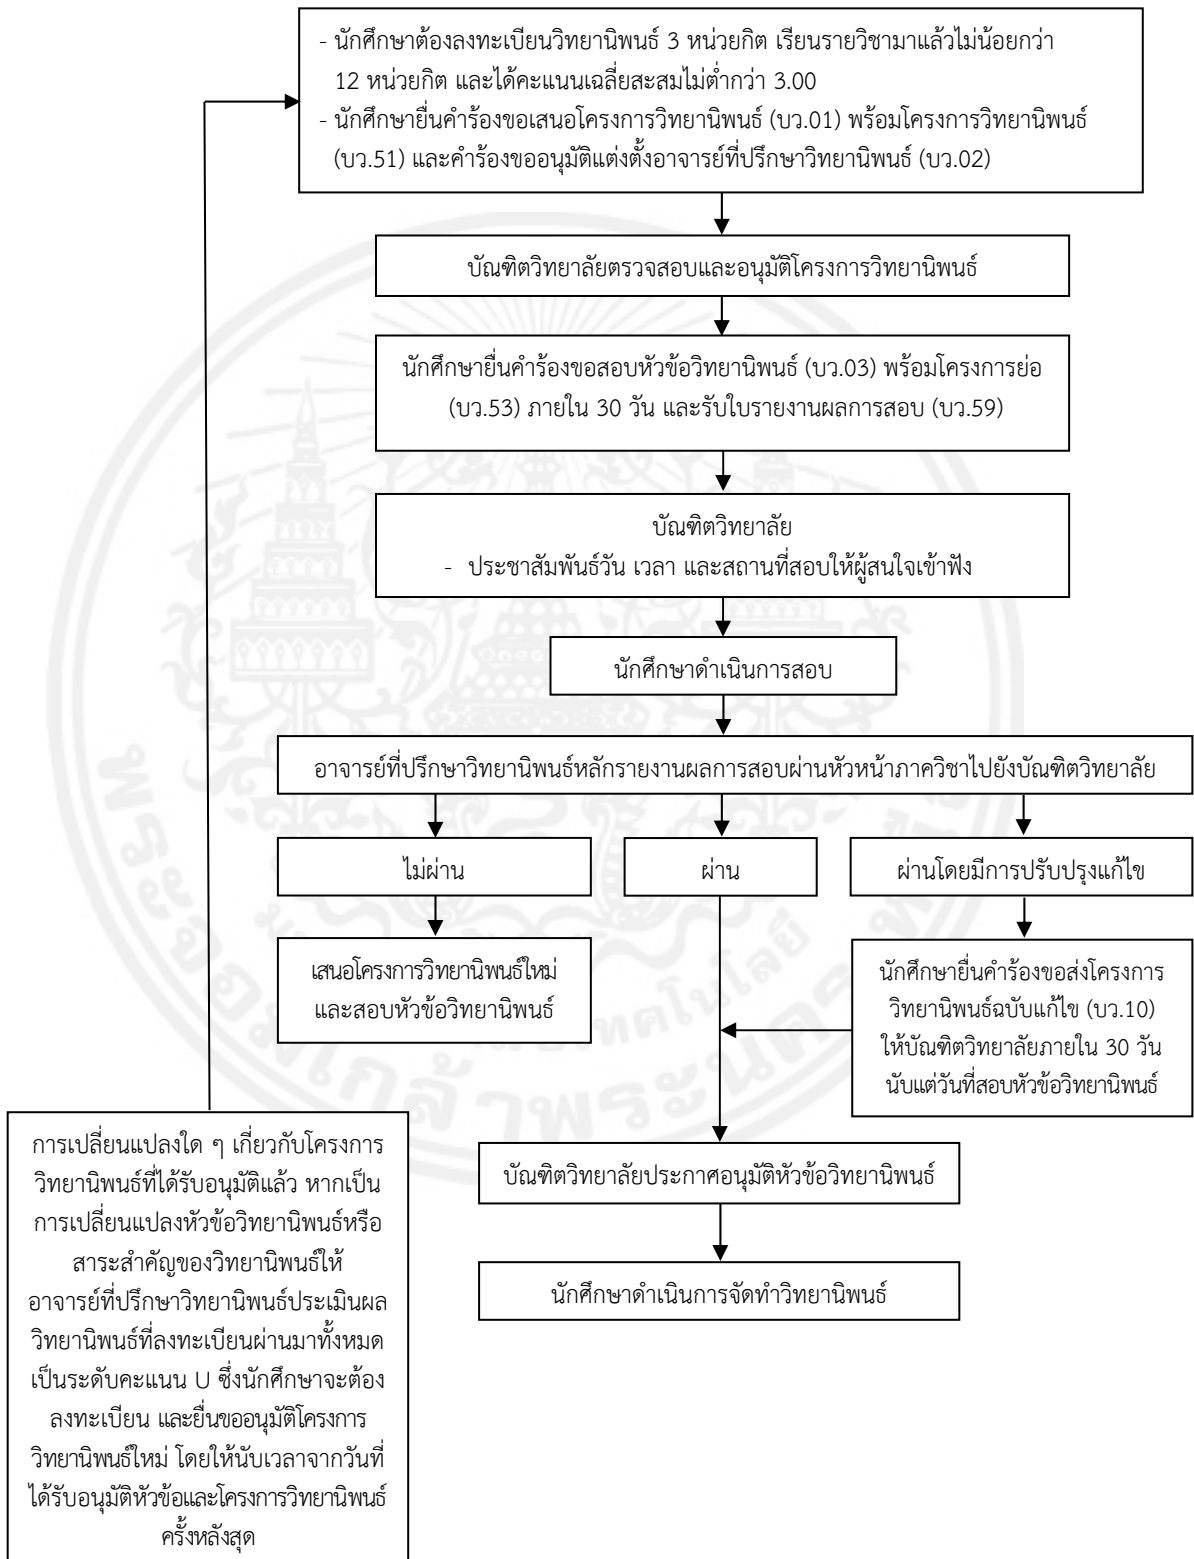 - นักศึกษาต้องลงทะเบียนวิทยานิพนธ์ 3 หน่วยกิต เรียนรายวิชามาแล้วไม่น้อยกว่า
12 หน่วยกิต และได้คะแนนเฉลี่ยสะสมไม่ต่ำกว่า 3.00
- นักศึกษายื่นคำร้องขอเสนอโครงการวิทยานิพนธ์ (บว.01) พร้อมโครงการวิทยานิพนธ์
(บว.51) และคำร้องขออนุมัติแต่งตั้งอาจารย์ที่ปรึกษาวิทยานิพนธ์ (บว.02)
บัณฑิตวิทยาลัยตรวจสอบและอนุมัติโครงการวิทยานิพนธ์
นักศึกษายื่นคำร้องขอสอบหัวข้อวิทยานิพนธ์ (บว.03) พร้อมโครงการย่อ
(บว.53) ภายใน 30 วัน และรับใบรายงานผลการสอบ (บว.59)
บัณฑิตวิทยาลัย
- ประชาสัมพันธ์วัน เวลา และสถานที่สอบให้ผู้สนใจเข้าฟัง
นักศึกษาดำเนินการสอบ
อาจารย์ที่ปรึกษาวิทยานิพนธ์หลักรายงานผลการสอบผ่านหัวหน้าภาควิชาไปยังบัณฑิตวิทยาลัย
ไม่ผ่าน
ผ่าน
ผ่านโดยมีการปรับปรุงแก้ไข
เสนอโครงการวิทยานิพนธ์ใหม่
และสอบหัวข้อวิทยานิพนธ์
นักศึกษายื่นคำร้องขอส่งโครงการ
วิทยานิพนธ์ฉบับแก้ไข (บว.10)
ให้บัณฑิตวิทยาลัยภายใน 30 วัน
นับแต่วันที่สอบหัวข้อวิทยานิพนธ์
บัณฑิตวิทยาลัยประกาศอนุมัติหัวข้อวิทยานิพนธ์
นักศึกษาดำเนินการจัดทำวิทยานิพนธ์
การเปลี่ยนแปลงใด ๆ เกี่ยวกับโครงการ
วิทยานิพนธ์ที่ได้รับอนุมัติแล้ว หากเป็น
การเปลี่ยนแปลงหัวข้อวิทยานิพนธ์หรือ
สาระสำคัญของวิทยานิพนธ์ให้
อาจารย์ที่ปรึกษาวิทยานิพนธ์ประเมินผล
วิทยานิพนธ์ที่ลงทะเบียนผ่านมาทั้งหมด
เป็นระดับคะแนน U ซึ่งนักศึกษาจะต้อง
ลงทะเบียน และยื่นขออนุมัติโครงการ
วิทยานิพนธ์ใหม่ โดยให้นับเวลาจากวันที่
ได้รับอนุมัติหัวข้อและโครงการวิทยานิพนธ์
ครั้งหลังสุด